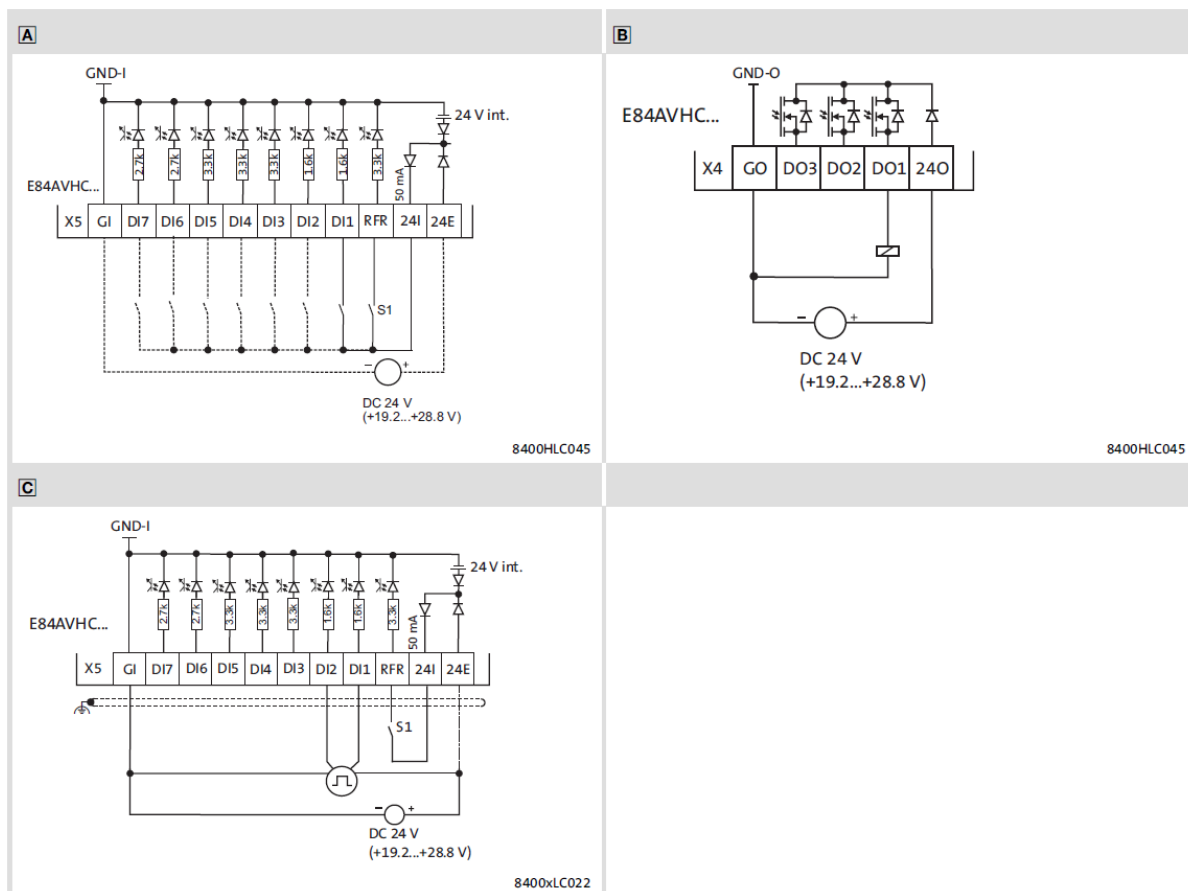 A
GND-I
24 V int.
2.7k 2.7k 3.3k 3.3k 3.3k 1.6k 1.6k 3.3k 50 mA
E84AVHC...
X5 GI DI7 DI6 DI5 DI4 DI3 DI2 DI1 RFR 24I 24E
S1
− +
DC 24 V
(+19.2...+28.8 V)
8400HLC045
B
GND-O
E84AVHC...
X4 GO DO3 DO2 DO1 24O
− +
DC 24 V
(+19.2...+28.8 V)
8400HLC045
C
GND-I
24 V int.
2.7k 2.7k 3.3k 3.3k 3.3k 1.6k 1.6k 3.3k 50 mA
E84AVHC...
X5 GI DI7 DI6 DI5 DI4 DI3 DI2 DI1 RFR 24I 24E
S1
− +
DC 24 V
(+19.2...+28.8 V)
8400xLC022